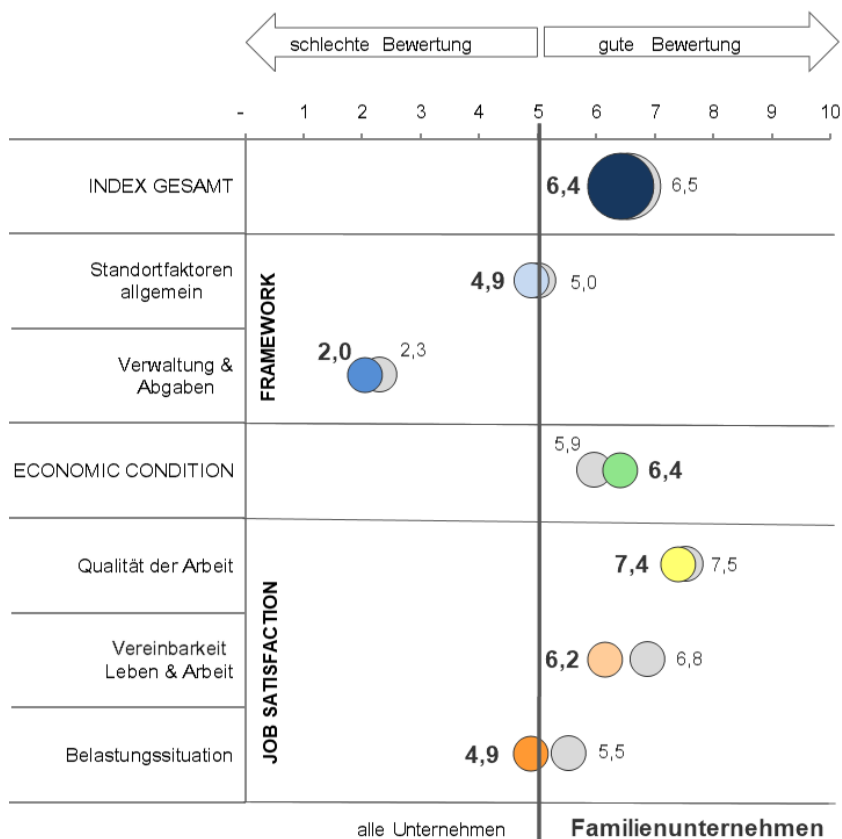 schlechte Bewertung
gute Bewertung
-
1
2
3
4
5
6
7
8
9
10
INDEX GESAMT
6,4
6,5
Standortfaktoren
allgemein
4,9
5,0
FRAMEWORK
Verwaltung &
Abgaben
2,0
2,3
ECONOMIC CONDITION
5,9
6,4
Qualität der Arbeit
7,4
7,5
JOB SATISFACTION
Vereinbarkeit
Leben & Arbeit
6,2
6,8
Belastungssituation
4,9
5,5
alle Unternehmen
Familienunternehmen